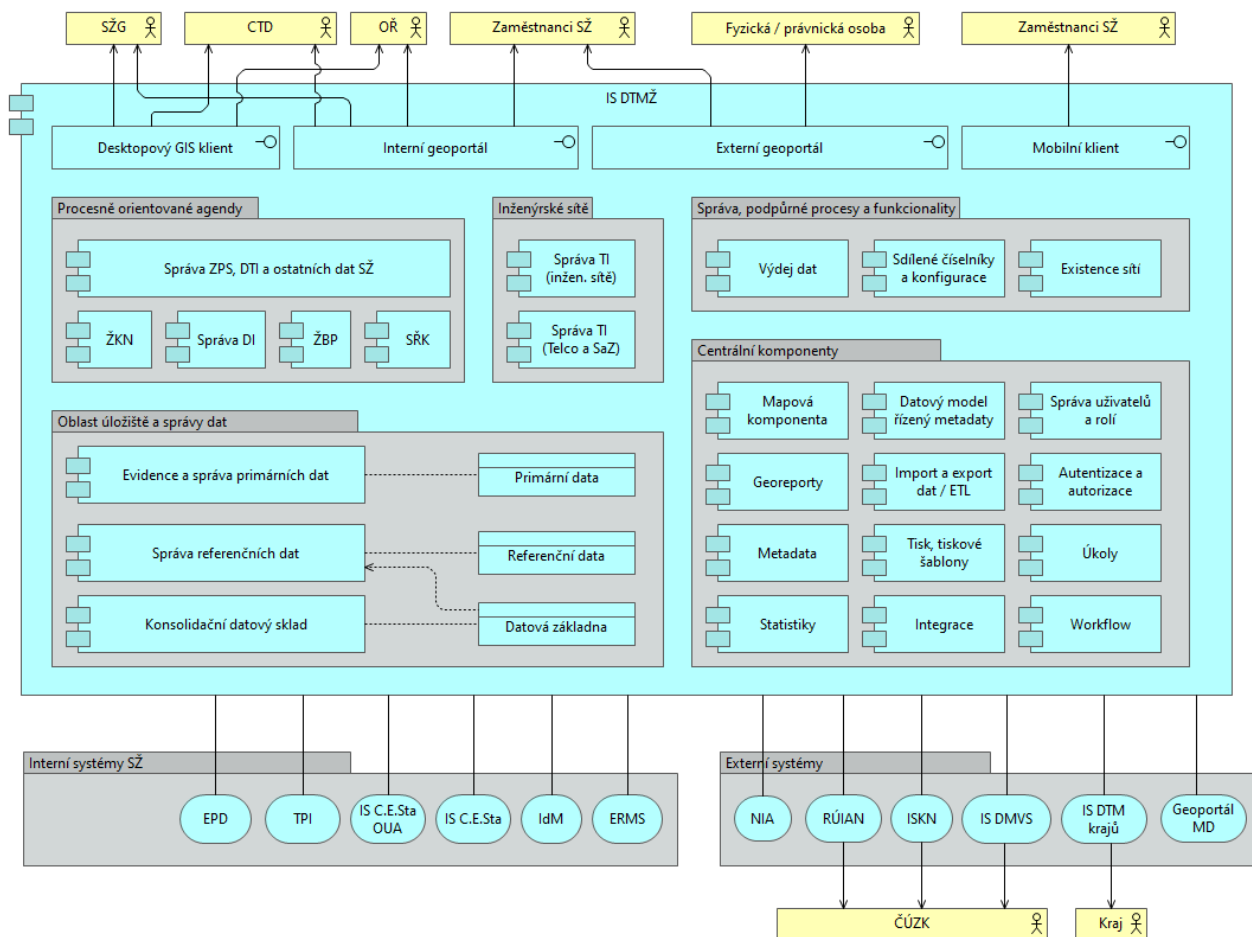 SŽG
CTD
OŘ
Zaměstnanci SŽ
Fyzická / právnická osoba
Zaměstnanci SŽ
IS DTMŽ
Desktopový GIS klient
Interní geoportál
Externí geoportál
Mobilní klient
Procesně orientované agendy
Správa ZPS, DTI a ostatních dat SŽ
ŽKN
Správa DI
ŽBP
SŘK
Inženýrské sítě
Správa TI
(inžen. sítě)
Správa TI
(Telco a SaZ)
Správa, podpůrné procesy a funkcionality
Výdej dat
Sdílené číselníky
a konfigurace
Existence sítí
Centrální komponenty
Mapová
komponenta
Datový model
řízený metadaty
Správa uživatelů
a rolí
Georeporty
Import a export
dat / ETL
Autentizace a
autorizace
Metadata
Tisk, tiskové
šablony
Úkoly
Statistiky
Integrace
Workflow
Oblast úložiště a správy dat
Evidence a správa primárních dat
Primární data
Správa referenčních dat
Referenční data
Konsolidační datový sklad
Datová základna
Interní systémy SŽ
EPD
TPI
IS C.E.Sta
OUA
IS C.E.Sta
IdM
ERMS
Externí systémy
NIA
RÚIAN
ISKN
IS DMVS
IS DTM
krajů
Geoportál
MD
ČÚZK
Kraj